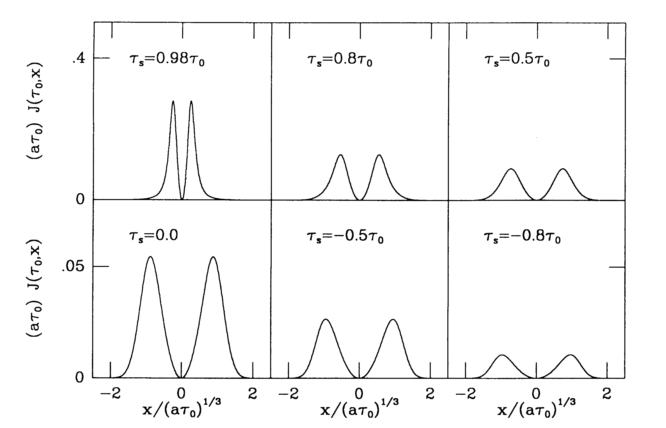 (aτ₀) J(τ₀,x)
.4
0
τₛ=0.98τ₀
τₛ=0.8τ₀
τₛ=0.5τ₀
(aτ₀) J(τ₀,x)
.05
0
τₛ=0.0
τₛ=−0.5τ₀
τₛ=−0.8τ₀
−2 0 2 −2 0 2 −2 0 2
x/(aτ₀)¹/³ x/(aτ₀)¹/³ x/(aτ₀)¹/³